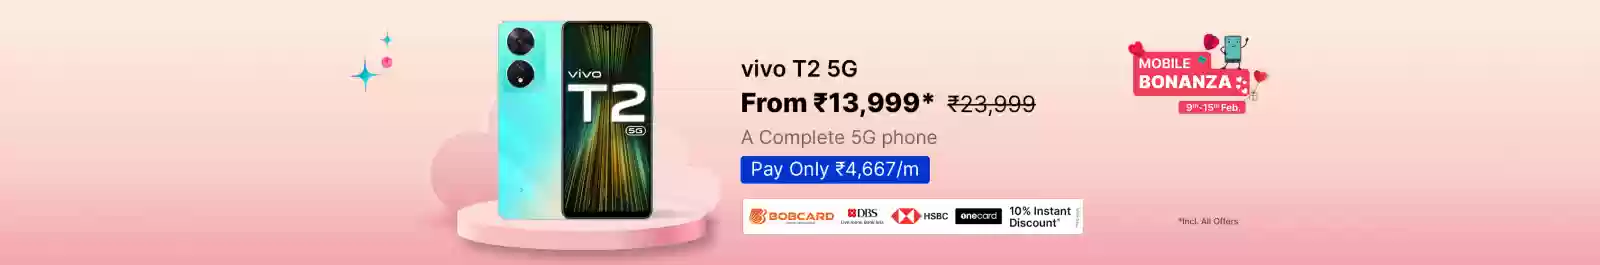 vivo
T2
5G
vivo T2 5G
From ₹13,999* ₹23,999
A Complete 5G phone
Pay Only ₹4,667/m
BOBCARD
DBS
HSBC
onecard
10% Instant
Discount*
MOBILE
BONANZA
9th-15th Feb.
*Incl. All Offers